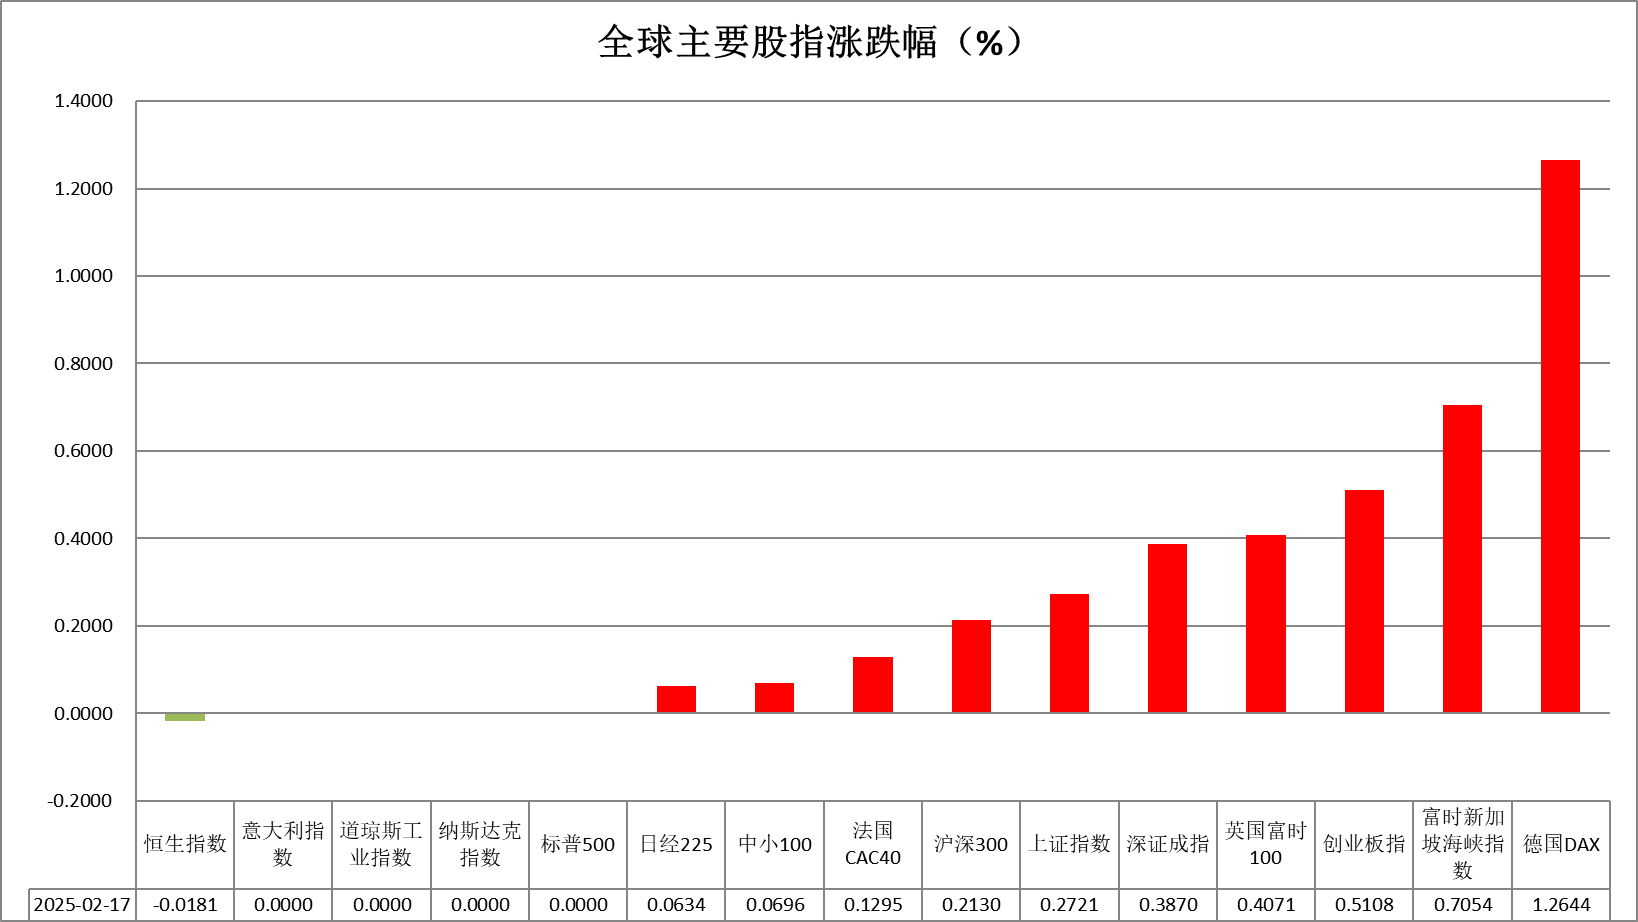 全球主要股指涨跌幅（%）
1.4000
1.2000
1.0000
0.8000
0.6000
0.4000
0.2000
0.0000
-0.2000
恒生指数
意大利指
数
道琼斯工
业指数
纳斯达克
指数
标普500
日经225
中小100
法国
CAC40
沪深300
上证指数
深证成指
英国富时
100
创业板指
富时新加
坡海峡指
数
德国DAX
2025-02-17 -0.0181 0.0000 0.0000 0.0000 0.0000 0.0634 0.0696 0.1295 0.2130 0.2721 0.3870 0.4071 0.5108 0.7054 1.2644